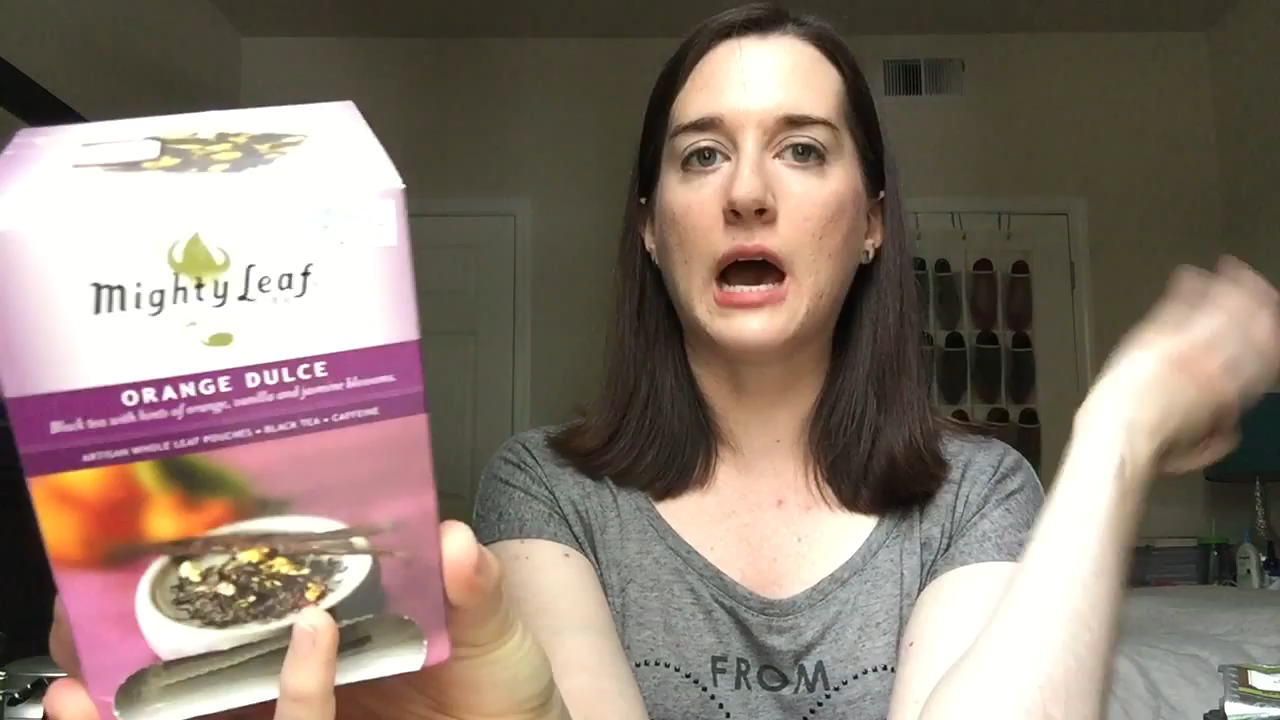 Mighty Leaf
ORANGE DULCE
Black tea with hints of orange, vanilla and jasmine blossoms.
ARTISAN WHOLE LEAF POUCHES • BLACK TEA • CAFFEINE
FROM